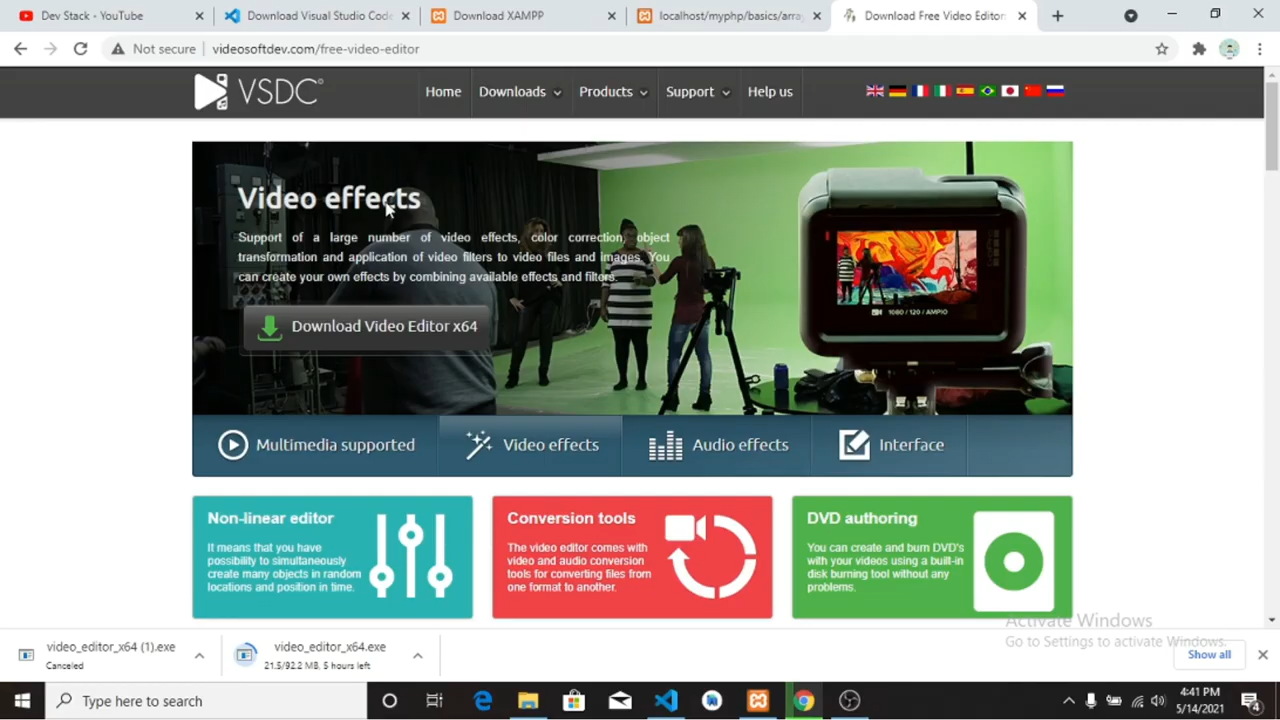 Dev Stack - YouTube
Download Visual Studio Code
Download XAMPP
localhost/myphp/basics/arra
Download Free Video Editor
Not secure
videosoftdev.com/free-video-editor
VSDC
Home
Downloads
Products
Support
Help us
Video effects
Support of a large number of video effects, color correction, object
transformation and application of video filters to video files and images. You
can create your own effects by combining available effects and filters.
Download Video Editor x64
1080 / 120 /
Multimedia supported
Video effects
Audio effects
Interface
Non-linear editor
It means that you have
possibility to simultaneously
create many objects in random
locations and position in time.
Conversion tools
The video editor comes with
video and audio conversion
tools for converting files from
one format to another.
DVD authoring
You can create and burn DVD's
with your videos using a built-in
disk burning tool without any
problems.
Activate Windows
Go to Settings to activate Windows.
video_editor_x64 (1).exe
Canceled
video_editor_x64.exe
21.5/92.2 MB, 5 hours left
Show all
Type here to search
4:41 PM
5/14/2021
4